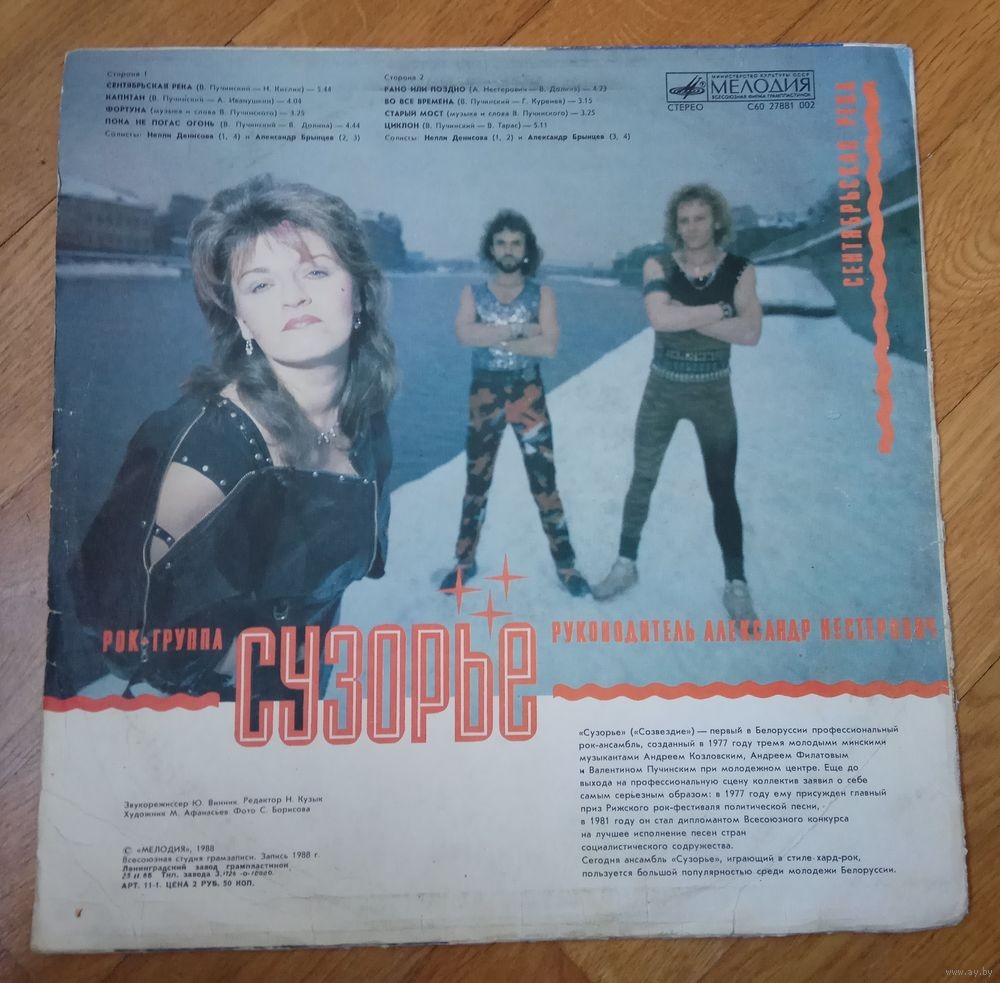 Сторона 1
СЕНТЯБРЬСКАЯ РЕКА (В. Пучинский — Н. Кислик) — 5.44
КАПИТАН (В. Пучинский — А. Иванушкин) — 4.04
ФОРТУНА (музыка и слова В. Пучинского) — 3.25
ПОКА НЕ ПОГАС ОГОНЬ (В. Пучинский — В. Долина) — 4.44
Солисты: Нелли Денисова (1, 4) и Александр Брынцев (2, 3)
Сторона 2
РАНО ИЛИ ПОЗДНО (А. Нестерович — В. Долина) — 4.23
ВО ВСЕ ВРЕМЕНА (В. Пучинский — Г. Куренев) — 3.15
СТАРЫЙ МОСТ (музыка и слова В. Пучинского) — 3.25
ЦИКЛОН (В. Пучинский — В. Тарас) — 5.11
Солисты: Нелли Денисова (1, 2) и Александр Брынцев (3, 4)
МИНИСТЕРСТВО КУЛЬТУРЫ СССР
МЕЛОДИЯ
ВСЕСОЮЗНАЯ ФИРМА ГРАМПЛАСТИНОК
СТЕРЕО С60 27881 002
СЕНТЯБРЬСКАЯ РЕКА
РОК-ГРУППА
СУЗОРЬЕ
РУКОВОДИТЕЛЬ АЛЕКСАНДР НЕСТЕРОВИЧ
«Сузорье» («Созвездие») — первый в Белоруссии профессиональный
рок-ансамбль, созданный в 1977 году тремя молодыми минскими
музыкантами Андреем Козловским, Андреем Филатовым
и Валентином Пучинским при молодежном центре. Еще до
выхода на профессиональную сцену коллектив заявил о себе
самым серьезным образом: в 1977 году ему присужден главный
приз Рижского рок-фестиваля политической песни,
в 1981 году он стал дипломантом Всесоюзного конкурса
на лучшее исполнение песен стран
социалистического содружества.
Сегодня ансамбль «Сузорье», играющий в стиле хард-рок,
пользуется большой популярностью среди молодежи Белоруссии.
Звукорежиссер Ю. Винник. Редактор Н. Кузык
Художник М. Афанасьев Фото С. Борисова
© «МЕЛОДИЯ», 1988
Всесоюзная студия грамзаписи. Запись 1988 г.
Ленинградский завод грампластинок
Тип. завода З.
АРТ. 11-1. ЦЕНА 2 РУБ. 50 КОП.
www.ay.by